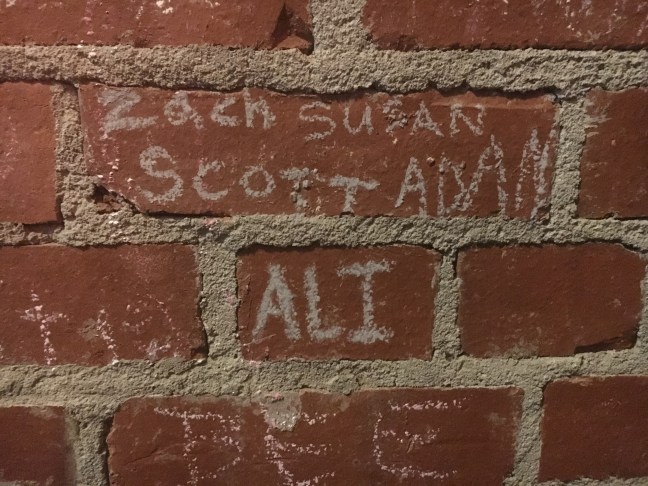 Zach SUSAN
SCOTT ADAM
ALI